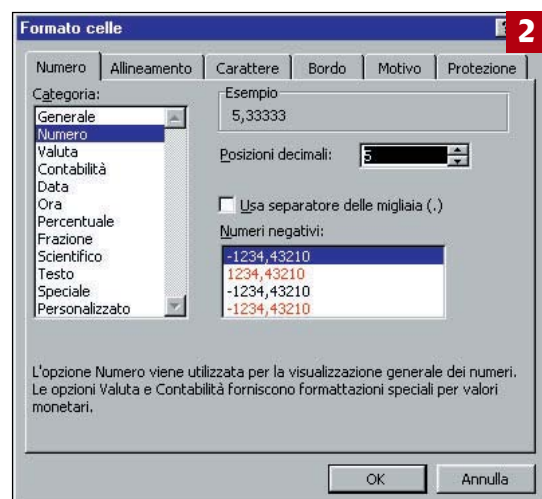 Formato celle
2
Numero Allineamento Carattere Bordo Motivo Protezione
Categoria:
Generale
Numero
Valuta
Contabilità
Data
Ora
Percentuale
Frazione
Scientifico
Testo
Speciale
Personalizzato
Esempio
5,33333
Posizioni decimali: 5
Usa separatore delle migliaia (.)
Numeri negativi:
-1234,43210
1234,43210
-1234,43210
-1234,43210
L'opzione Numero viene utilizzata per la visualizzazione generale dei numeri.
Le opzioni Valuta e Contabilità forniscono formattazioni speciali per valori
monetari.
OK Annulla